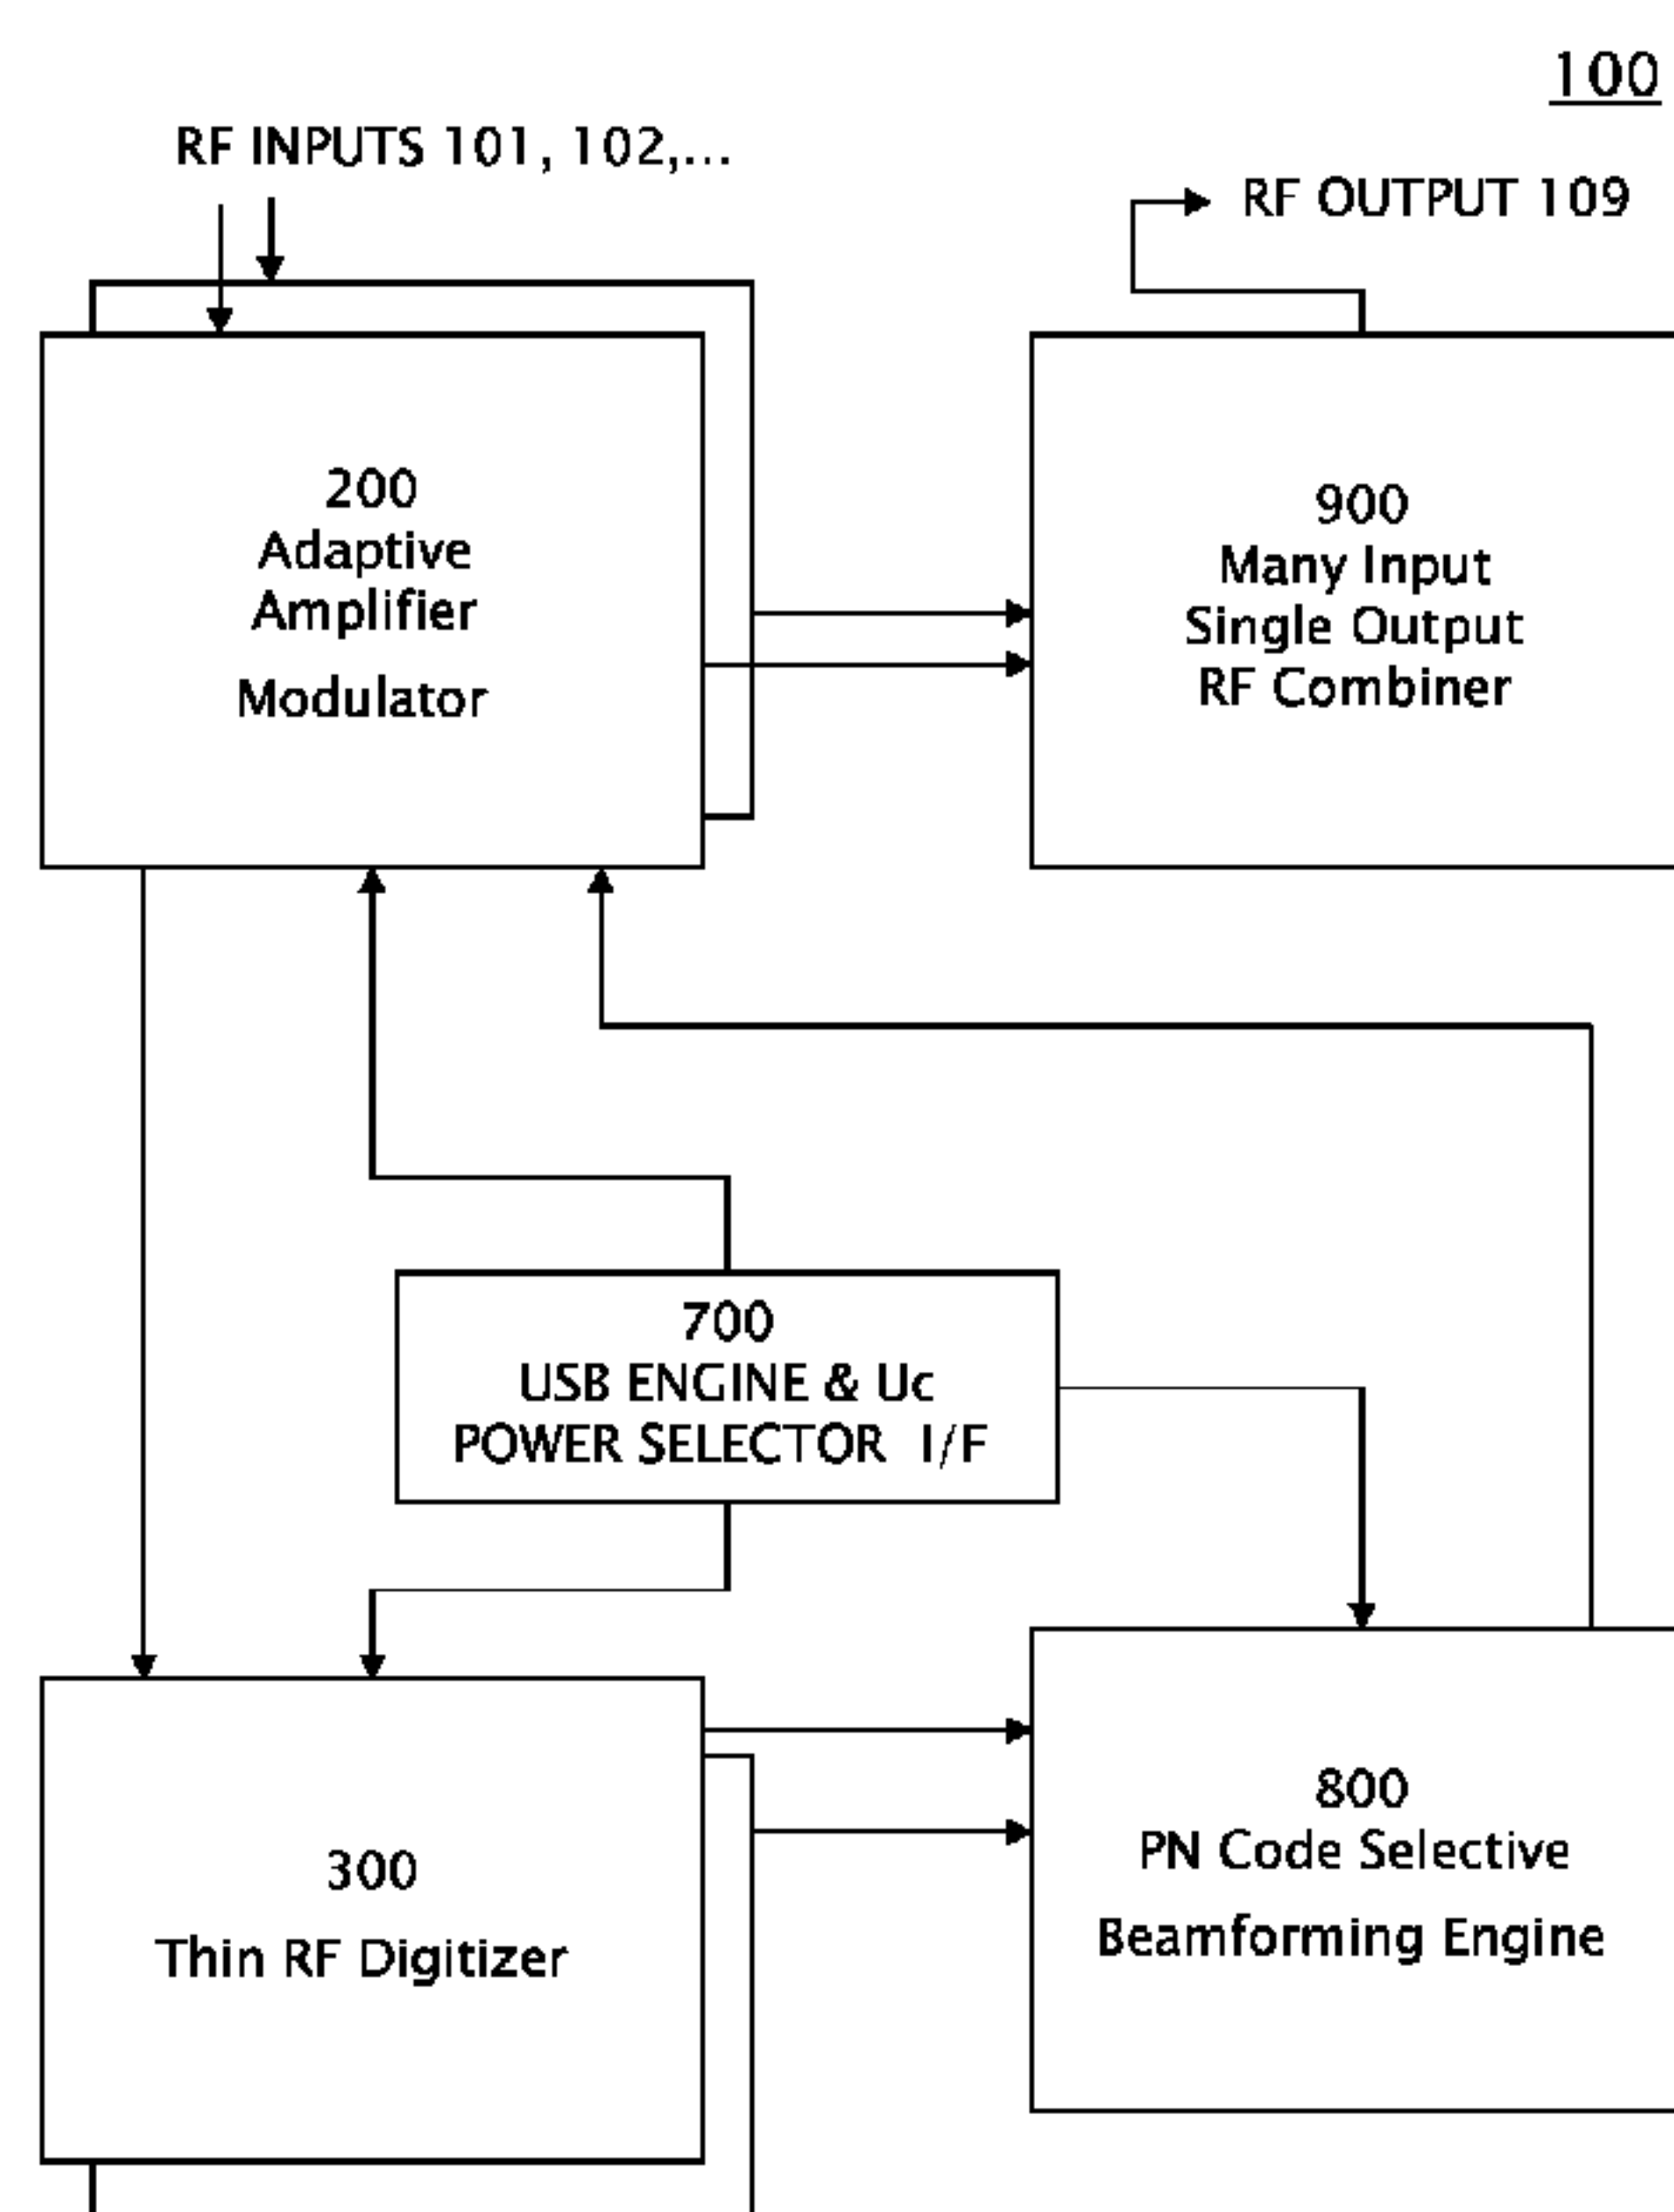 100
RF INPUTS 101, 102,...
RF OUTPUT 109
200
Adaptive
Amplifier
Modulator
900
Many Input
Single Output
RF Combiner
700
USB ENGINE & Uc
POWER SELECTOR I/F
300
Thin RF Digitizer
800
PN Code Selective
Beamforming Engine